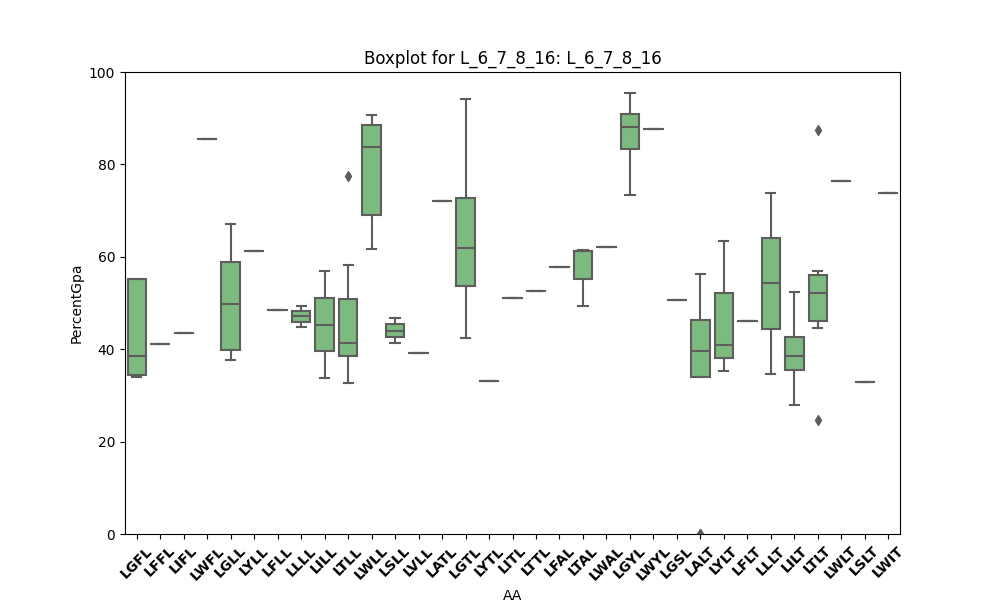 Boxplot for L_6_7_8_16: L_6_7_8_16
PercentGpa
100
80
60
40
20
0
LGFL
LFFL
LIFL
LWFL
LGLL
LYLL
LFLL
LLLL
LILL
LTLL
LWLL
LSLL
LVLL
LATL
LGTL
LYTL
LITL
LTTL
LFAL
LTAL
LWAL
LGYL
LWYL
LGSL
LALT
LYLT
LFLT
LLLT
LILT
LTLT
LWLT
LSLT
LWIT
AA